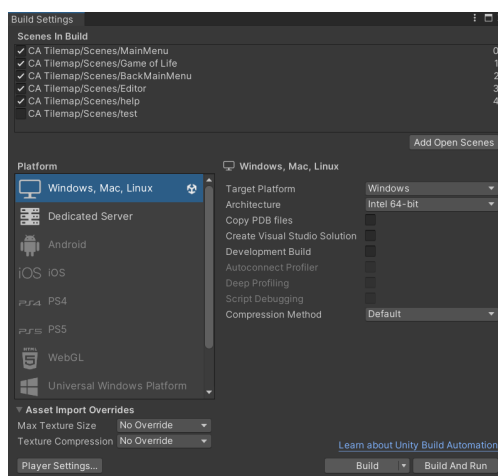 Build Settings
Scenes In Build
CA Tilemap/Scenes/MainMenu 0
CA Tilemap/Scenes/Game of Life 1
CA Tilemap/Scenes/BackMainMenu 2
CA Tilemap/Scenes/Editor 3
CA Tilemap/Scenes/help 4
CA Tilemap/Scenes/test
Add Open Scenes
Platform
Windows, Mac, Linux
Dedicated Server
Android
iOS iOS
PS4 PS4
PS5 PS5
HTML 5 WebGL
Universal Windows Platform
Windows, Mac, Linux
Target Platform Windows
Architecture Intel 64-bit
Copy PDB files
Create Visual Studio Solution
Development Build
Autoconnect Profiler
Deep Profiling
Script Debugging
Compression Method Default
Asset Import Overrides
Max Texture Size No Override
Texture Compression No Override
Learn about Unity Build Automation
Player Settings...
Build
Build And Run